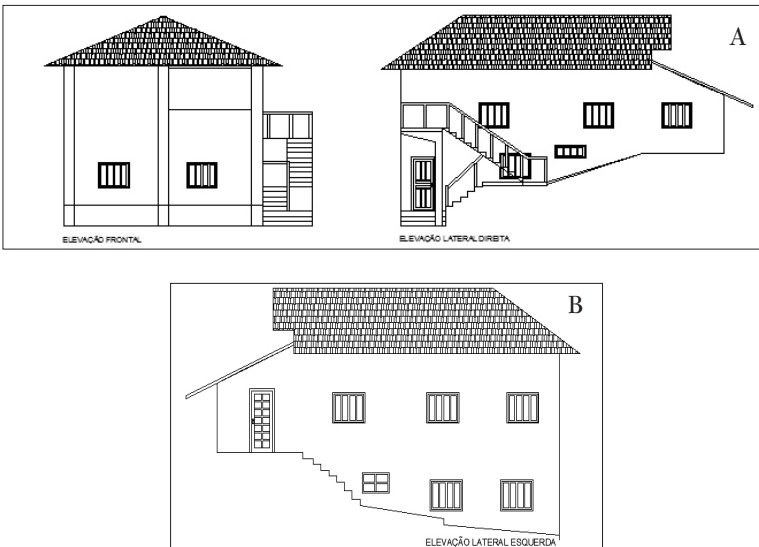 A
ELEVAÇÃO FRONTAL
ELEVAÇÃO LATERAL DIREITA
B
ELEVAÇÃO LATERAL ESQUERDA